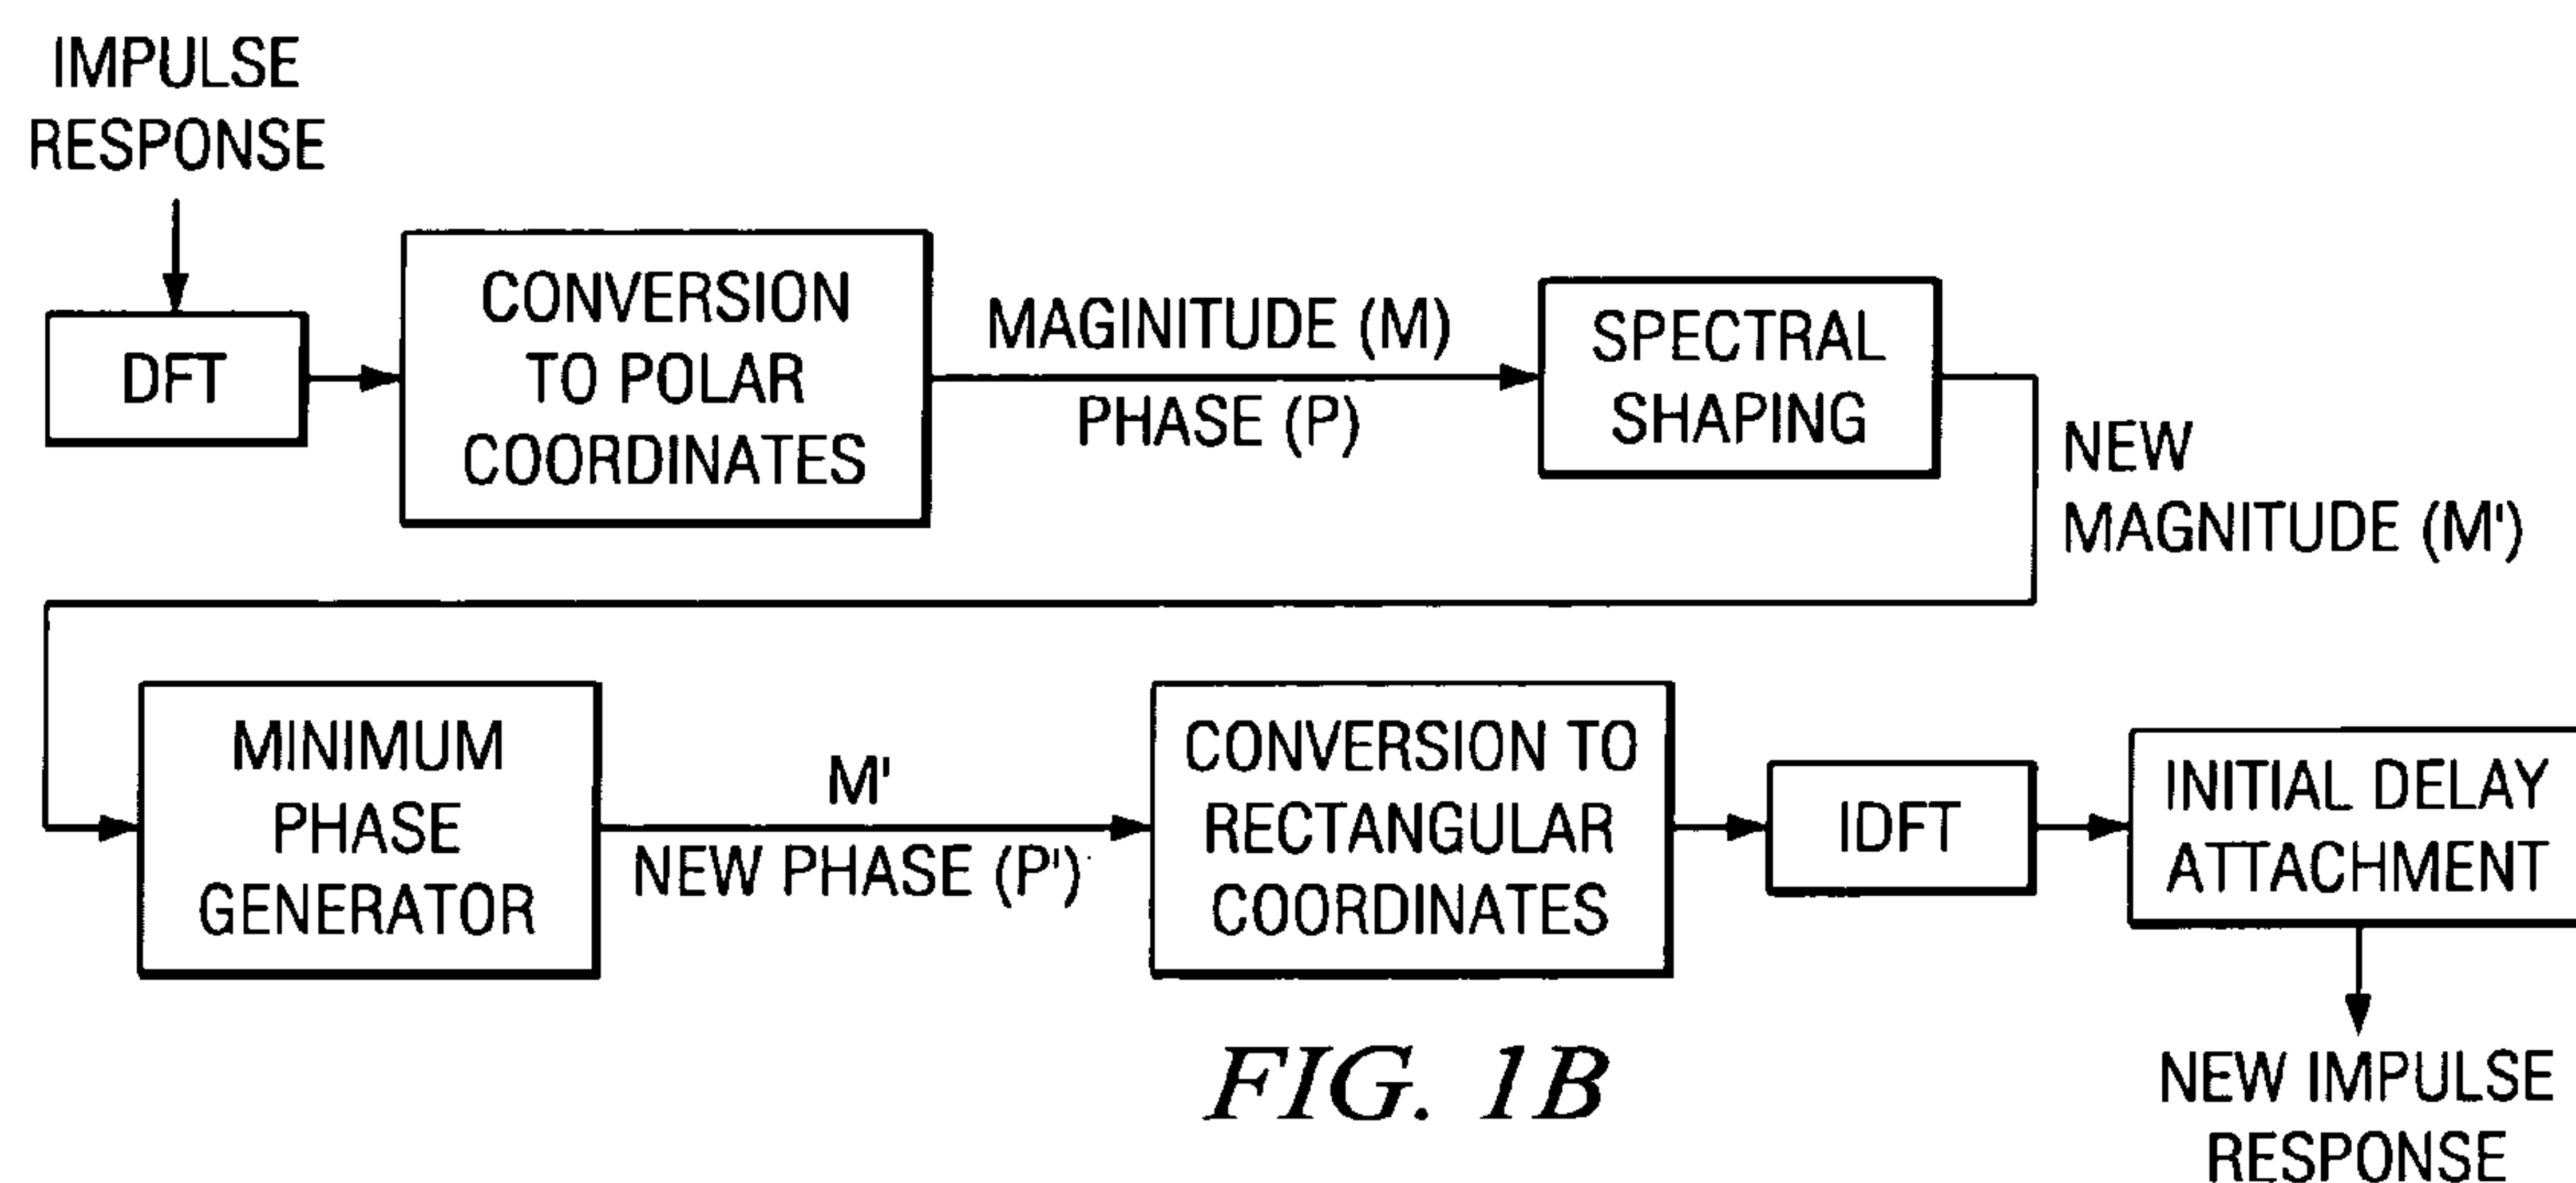 IMPULSE
RESPONSE
DFT
CONVERSION
TO POLAR
COORDINATES
MAGINITUDE (M)
PHASE (P)
SPECTRAL
SHAPING
NEW
MAGNITUDE (M')
MINIMUM
PHASE
GENERATOR
M'
NEW PHASE (P')
CONVERSION TO
RECTANGULAR
COORDINATES
IDFT
INITIAL DELAY
ATTACHMENT
NEW IMPULSE
RESPONSE
FIG. 1B